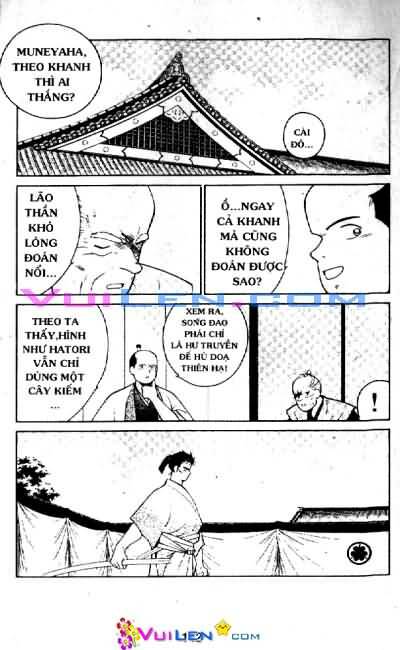 MUNEYAHA,
THEO KHANH
THÌ AI
THẮNG?
CÁI
ĐÓ...
LÃO
THẦN
KHÓ
LÒNG
ĐOÁN
NỔI...
Ồ...NGAY
CẢ KHANH
MÀ CŨNG
KHÔNG
ĐOÁN ĐƯỢC
SAO?
VUILEN.COM
THEO TA
THẤY,HÌNH
NHƯ HATORI
VẪN CHỈ
DÙNG MỘT
CÂY KIẾM
...
XEM RA,
SONG ĐAO
PHẢI CHỈ
LÀ HƯ TRUYỀN
ĐỂ HÙ DOẠ
THIÊN HẠ!
!
VUILEN.COM